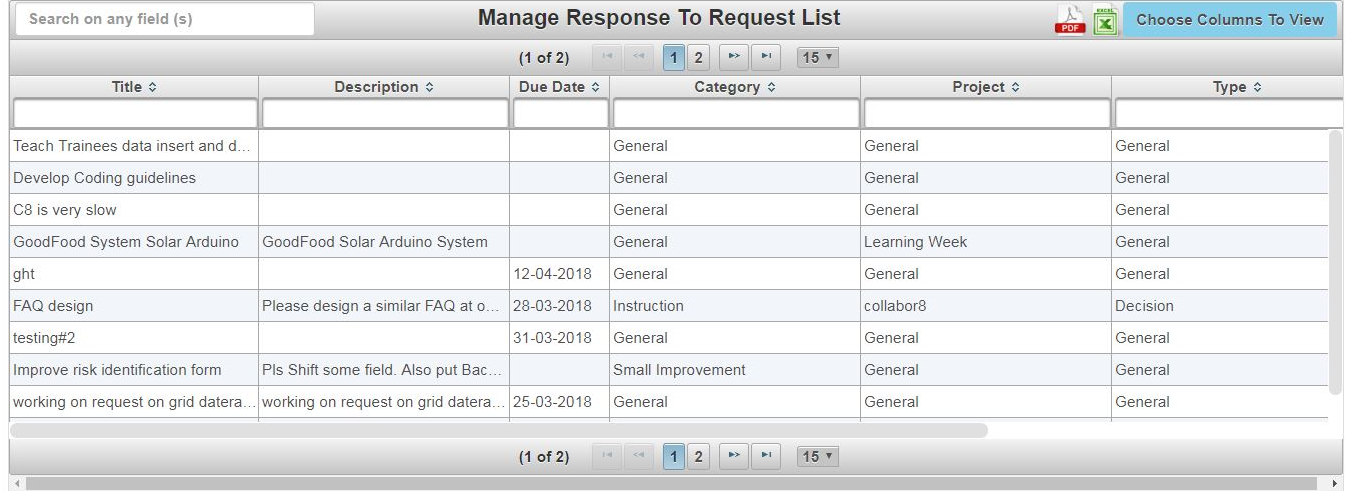 Search on any field (s) Manage Response To Request List PDF EXCEL Choose Columns To View
(1 of 2) 1 2 15
Title Description Due Date Category Project Type
Teach Trainees data insert and d... General General General
Develop Coding guidelines General General General
C8 is very slow General General General
GoodFood System Solar Arduino GoodFood Solar Arduino System General Learning Week General
ght 12-04-2018 General General General
FAQ design Please design a similar FAQ at o... 28-03-2018 Instruction collabor8 Decision
testing#2 31-03-2018 General General General
Improve risk identification form Pls Shift some field. Also put Bac... Small Improvement General General
working on request on grid datera... working on request on grid datera... 25-03-2018 General General General
(1 of 2) 1 2 15